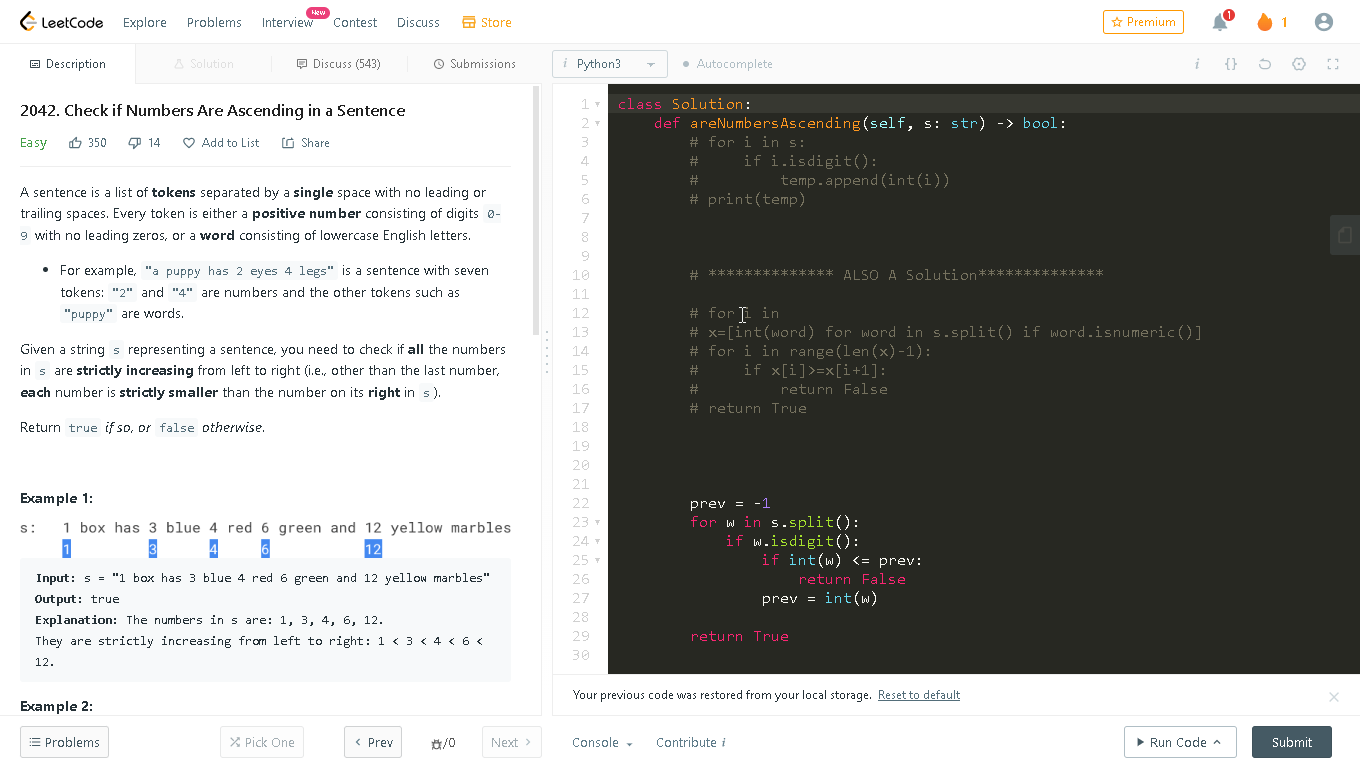 LeetCode Explore Problems Interview New Contest Discuss Store Premium 1 1
Description Solution Discuss (543) Submissions i Python3 Autocomplete i {}
2042. Check if Numbers Are Ascending in a Sentence
Easy 350 14 Add to List Share
A sentence is a list of tokens separated by a single space with no leading or
trailing spaces. Every token is either a positive number consisting of digits 0-
9 with no leading zeros, or a word consisting of lowercase English letters.
• For example, "a puppy has 2 eyes 4 legs" is a sentence with seven
tokens: "2" and "4" are numbers and the other tokens such as
"puppy" are words.
Given a string s representing a sentence, you need to check if all the numbers
in s are strictly increasing from left to right (i.e., other than the last number,
each number is strictly smaller than the number on its right in s ).
Return true if so, or false otherwise.
Example 1:
s: 1 box has 3 blue 4 red 6 green and 12 yellow marbles
1 3 4 6 12
Input: s = "1 box has 3 blue 4 red 6 green and 12 yellow marbles"
Output: true
Explanation: The numbers in s are: 1, 3, 4, 6, 12.
They are strictly increasing from left to right: 1 < 3 < 4 < 6 <
12.
Example 2:
1 class Solution:
2 def areNumbersAscending(self, s: str) -> bool:
3 # for i in s:
4 # if i.isdigit():
5 # temp.append(int(i))
6 # print(temp)
7
8
9
10 # ************** ALSO A Solution**************
11
12 # for i in
13 # x=[int(word) for word in s.split() if word.isnumeric()]
14 # for i in range(len(x)-1):
15 # if x[i]>=x[i+1]:
16 # return False
17 # return True
18
19
20
21
22 prev = -1
23 for w in s.split():
24 if w.isdigit():
25 if int(w) <= prev:
26 return False
27 prev = int(w)
28
29 return True
30
Your previous code was restored from your local storage. Reset to default
Problems Pick One < Prev /0 Next > Console Contribute i Run Code Submit